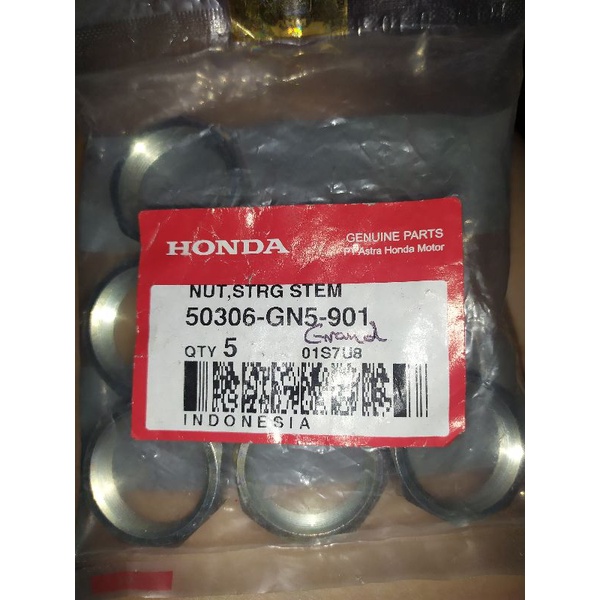 HONDA
GENUINE PARTS
PT Astra Honda Motor
NUT,STRG STEM
50306-GN5-901
Grand
QTY 5 01S7U8
INDONESIA